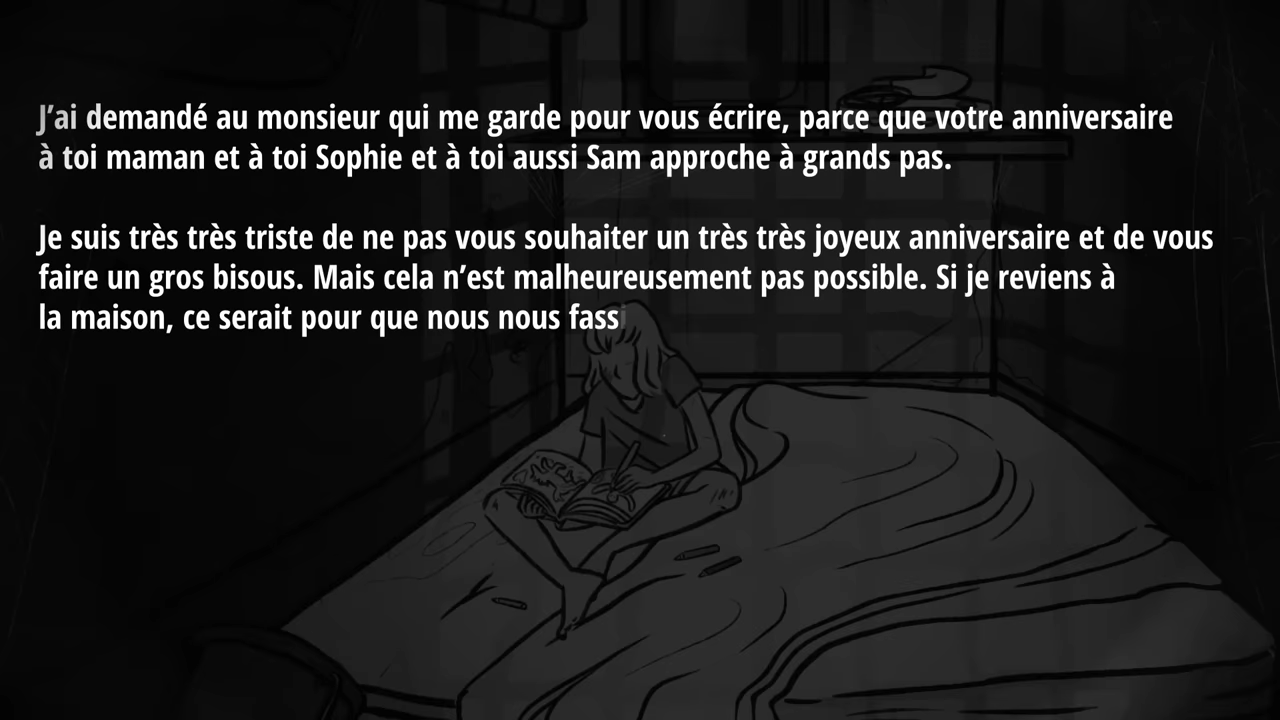 J’ai demandé au monsieur qui me garde pour vous écrire, parce que votre anniversaire
à toi maman et à toi Sophie et à toi aussi Sam approche à grands pas.
Je suis très très triste de ne pas vous souhaiter un très très joyeux anniversaire et de vous
faire un gros bisous. Mais cela n’est malheureusement pas possible. Si je reviens à
la maison, ce serait pour que nous nous fassi